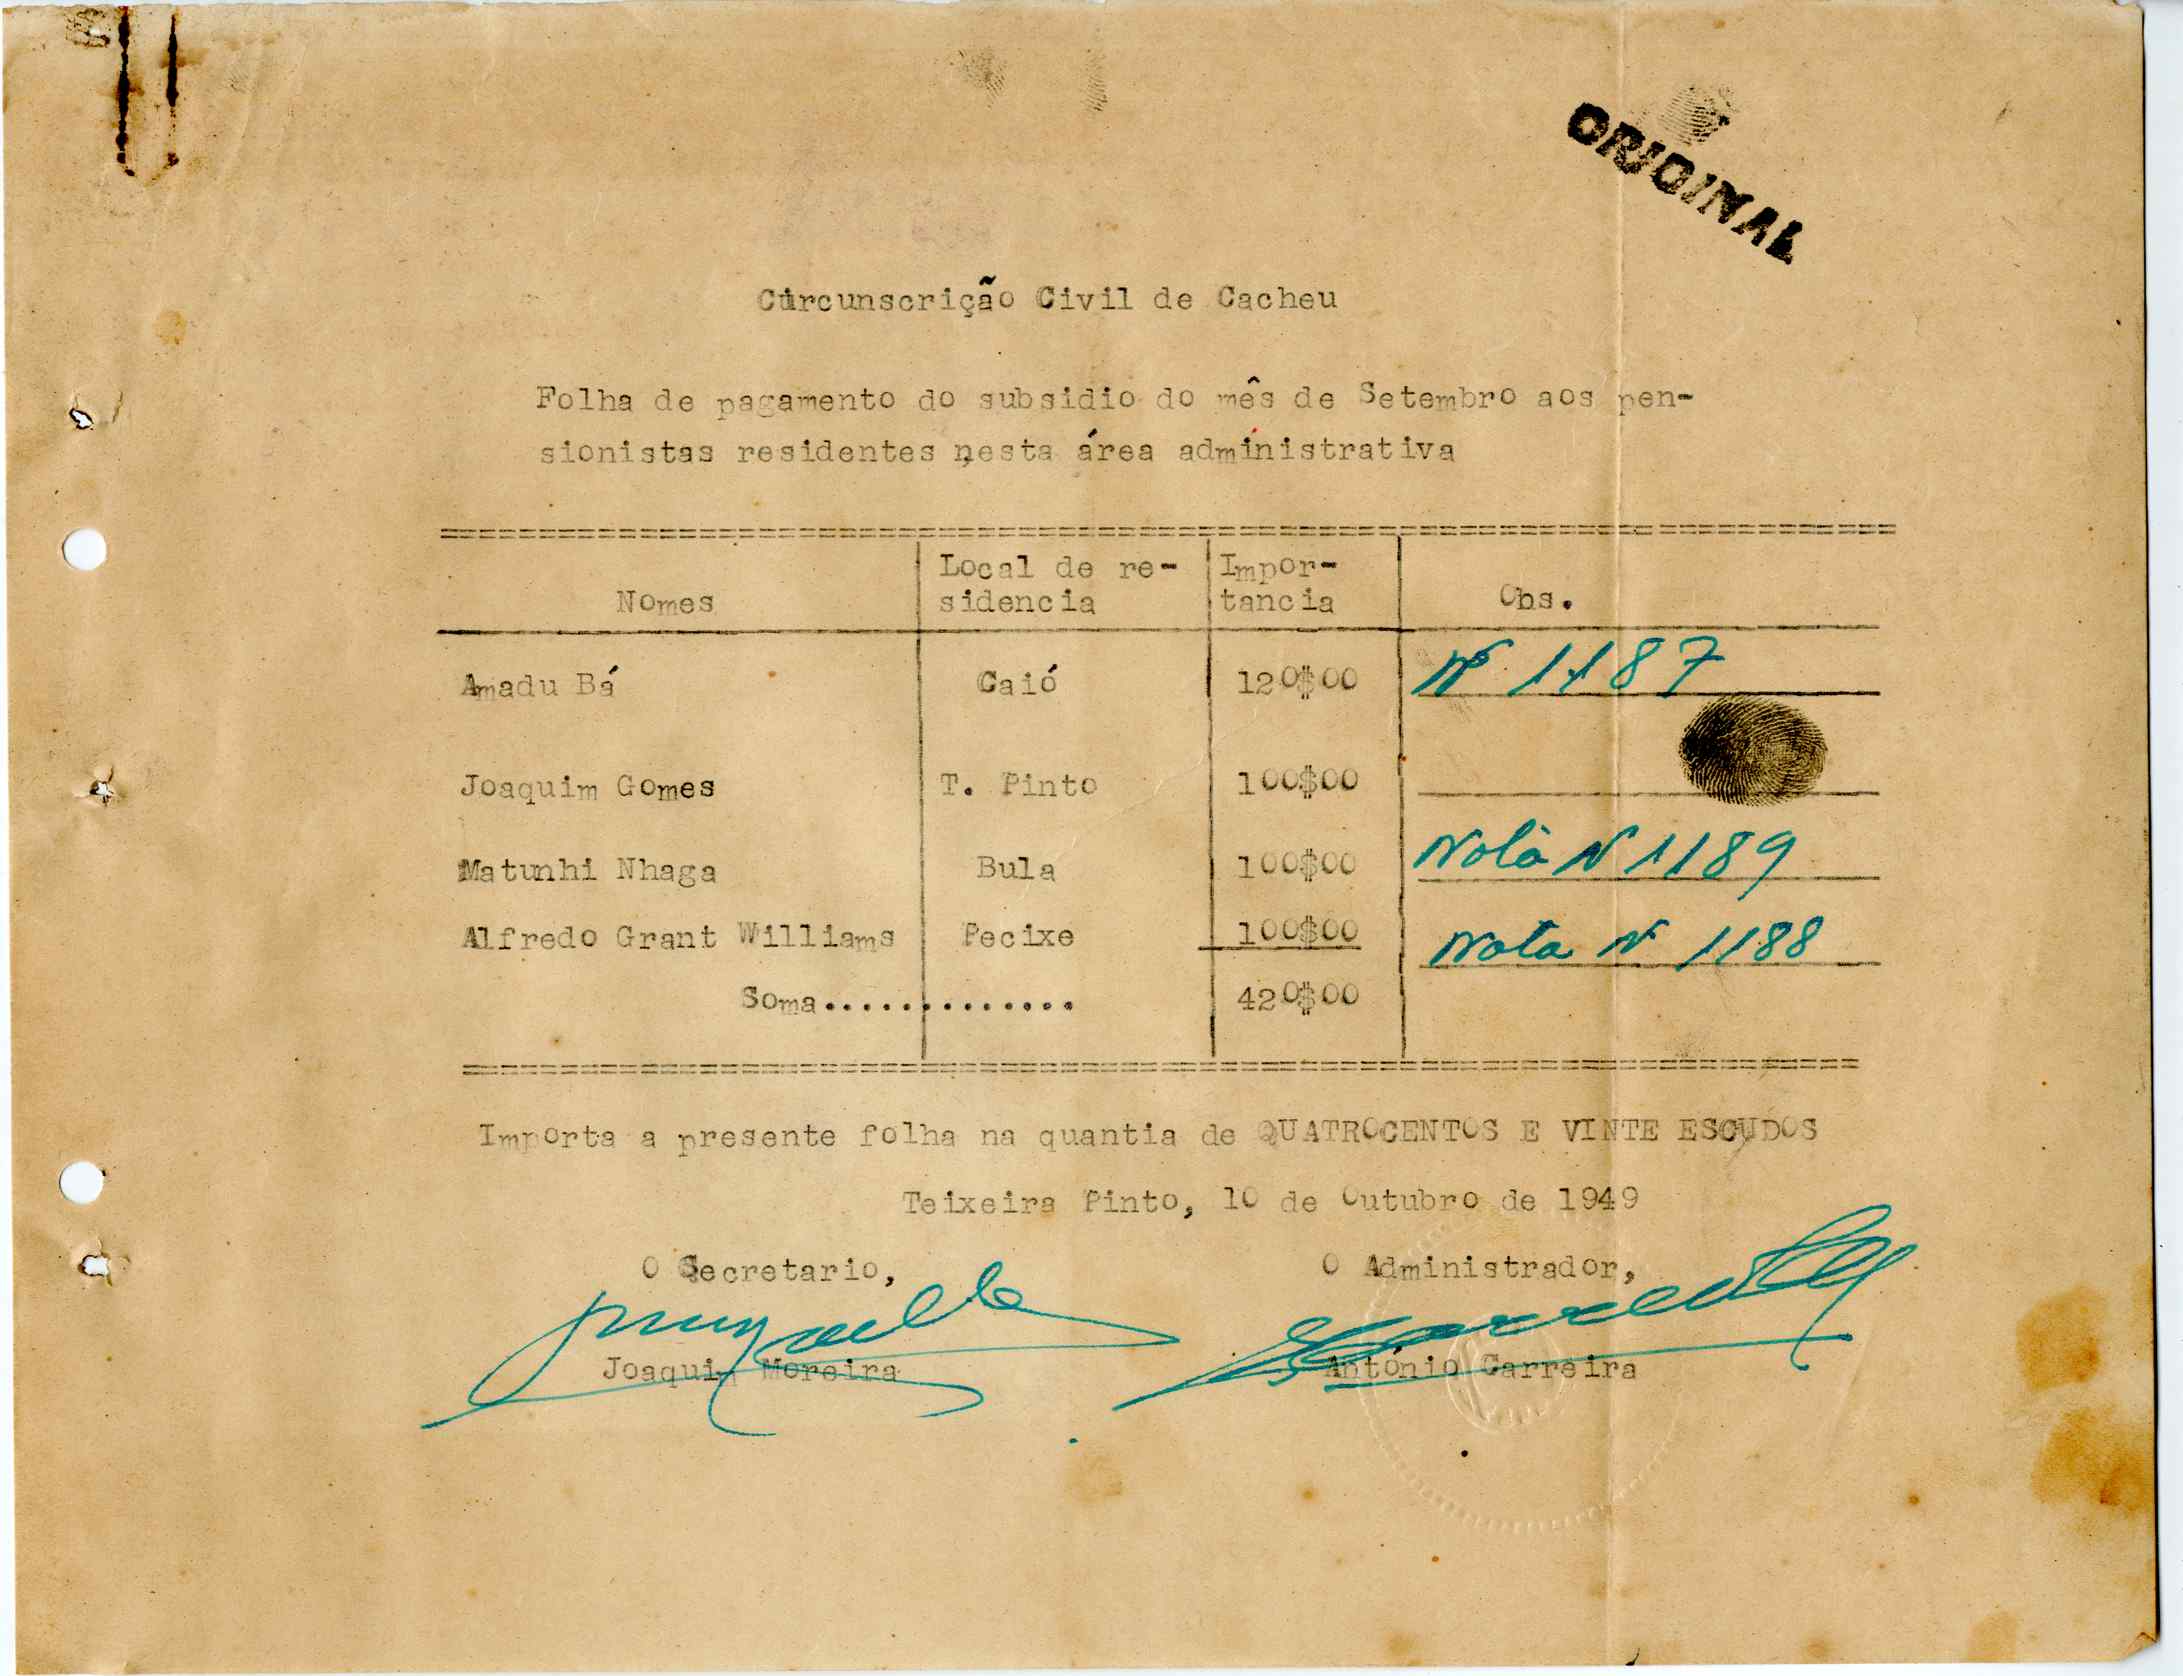 ORIGINAL
Circunscrição Civil de Cacheu
Folha de pagamento do subsidio do mês de Setembro aos pen-
sionistas residentes nesta área administrativa
Nomes
Local de re-
sidencia
Impor-
tancia
Obs.
Amadu Bá Caió 120$00 Nº 1187
Joaquim Gomes T. Pinto 100$00
Matunhi Nhaga Bula 100$00 Nota N 1189
Alfredo Grant Williams Pecixe 100$00 Nota N 1188
Soma............. 420$00
Importa a presente folha na quantia de QUATROCENTOS E VINTE ESCUDOS
Teixeira Pinto, 10 de Outubro de 1949
O Secretario, O Administrador,
Joaquim Moreira António Carreira